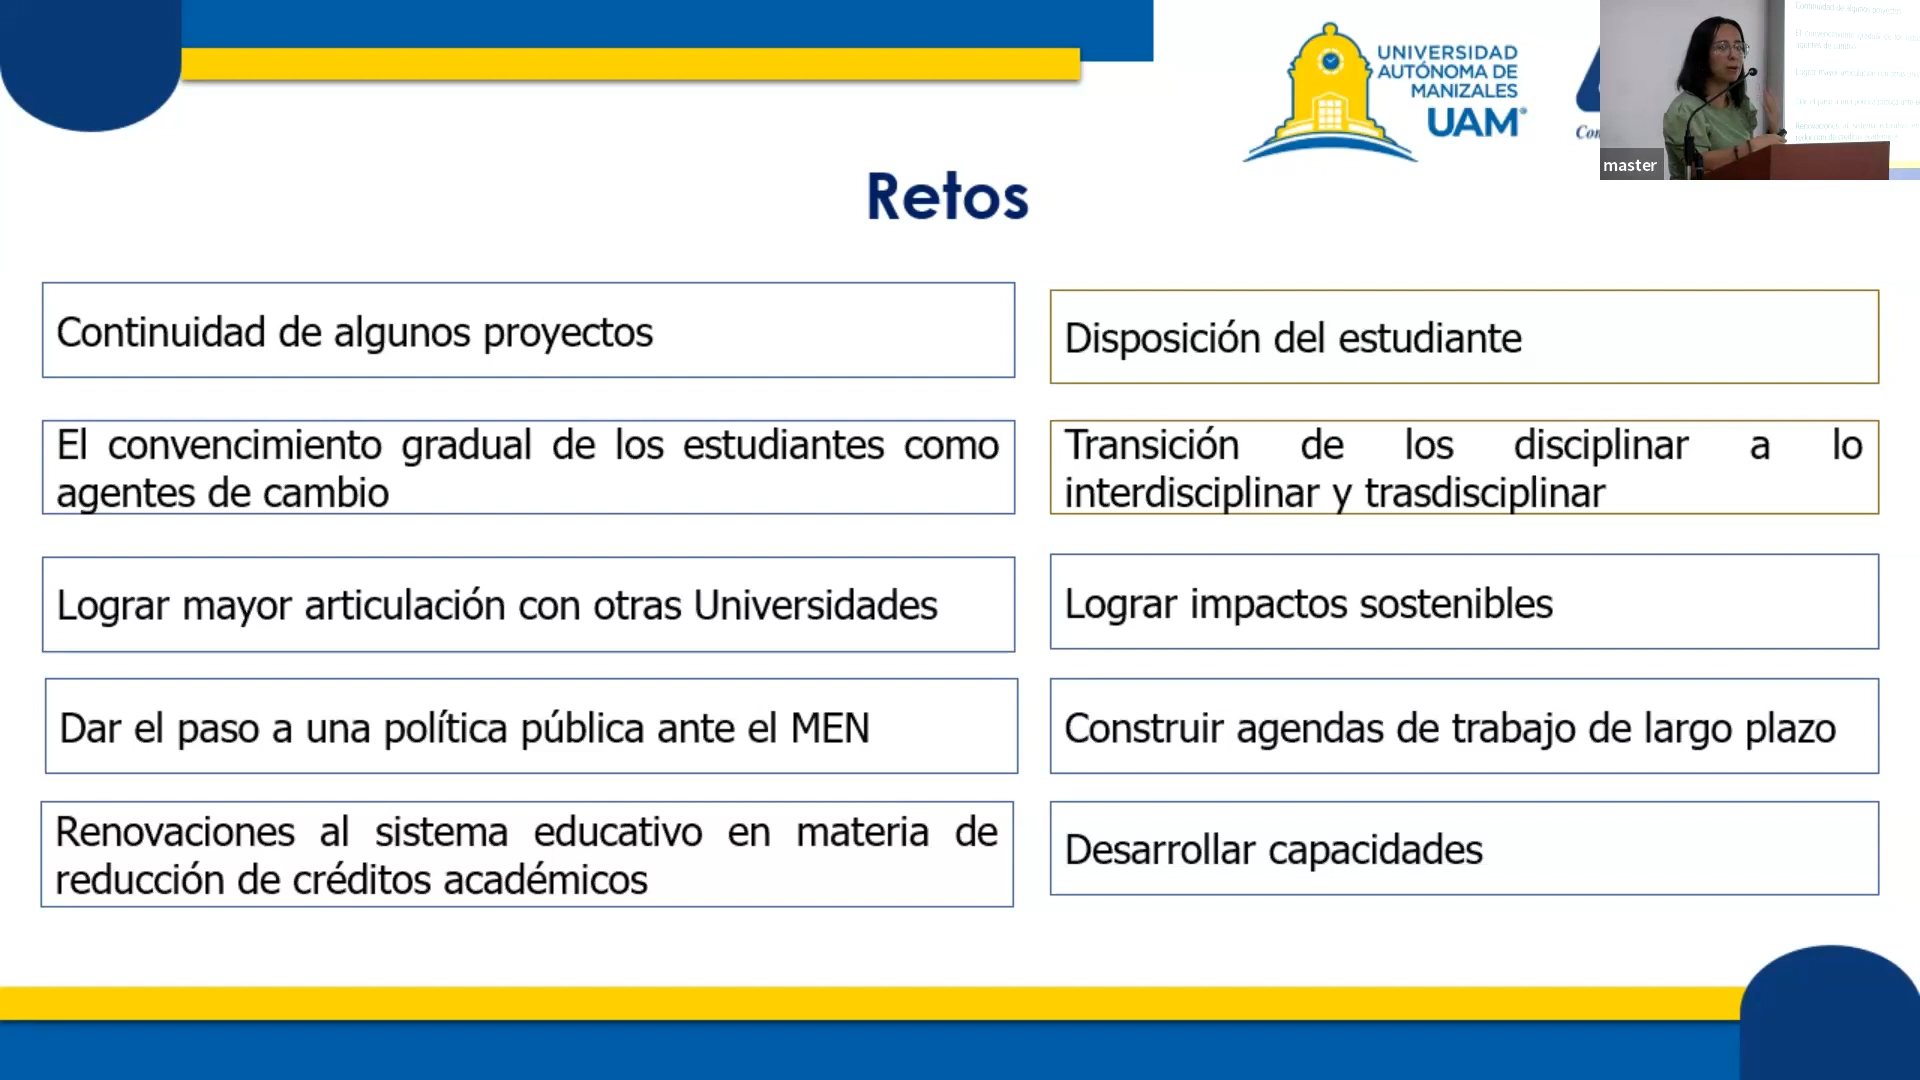 UNIVERSIDAD
AUTÓNOMA DE
MANIZALES
UAM®
master
Retos
Continuidad de algunos proyectos
El convencimiento gradual de los estudiantes como
agentes de cambio
Lograr mayor articulación con otras Universidades
Dar el paso a una política pública ante el MEN
Renovaciones al sistema educativo en materia de
reducción de créditos académicos
Disposición del estudiante
Transición de los disciplinar a lo
interdisciplinar y trasdisciplinar
Lograr impactos sostenibles
Construir agendas de trabajo de largo plazo
Desarrollar capacidades